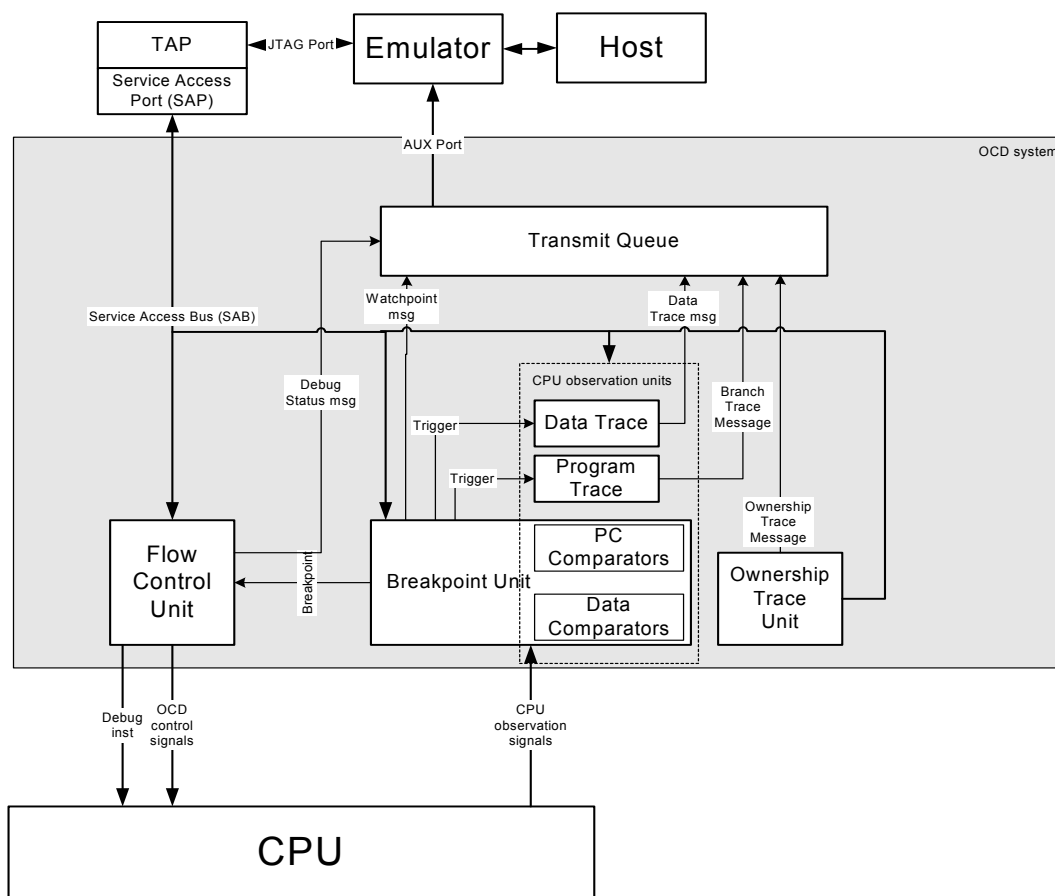 TAP
JTAG Port
Emulator
Host
Service Access
Port (SAP)
AUX Port
OCD system
Transmit Queue
Watchpoint
msg
Data
Trace msg
Service Access Bus (SAB)
Debug
Status msg
CPU observation units
Branch
Trace
Message
Trigger
Data Trace
Trigger
Program
Trace
Ownership
Trace
Message
Flow
Control
Unit
Breakpoint
Breakpoint Unit
PC
Comparators
Data
Comparators
Ownership
Trace
Unit
Debug
inst
OCD
control
signals
CPU
observation
signals
CPU